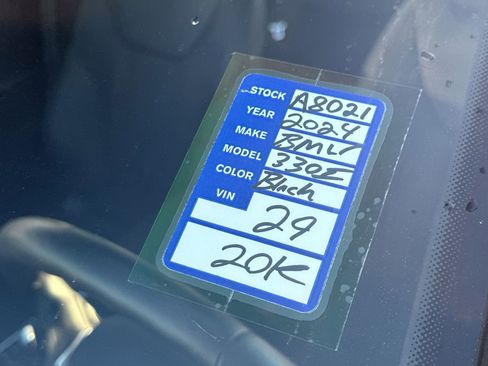 STOCK A8021
YEAR 2024
MAKE BMW
MODEL 330E
COLOR Black
VIN
29
20K